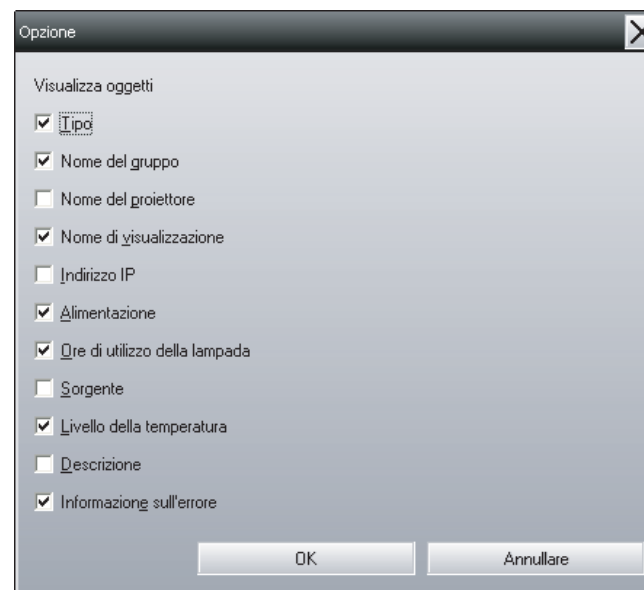 Opzione
Visualizza oggetti
Tipo
Nome del gruppo
Nome del proiettore
Nome di visualizzazione
Indirizzo IP
Alimentazione
Ore di utilizzo della lampada
Sorgente
Livello della temperatura
Descrizione
Informazione sull'errore
OK Annullare